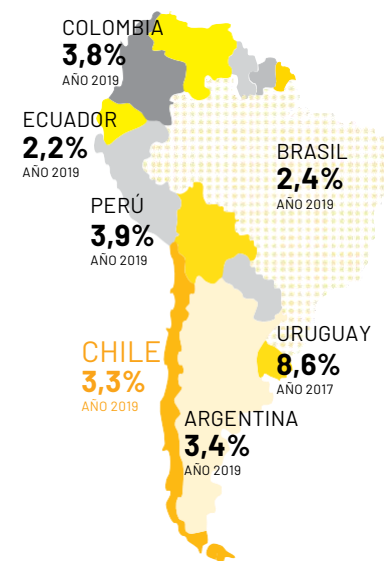 COLOMBIA
3,8%
AÑO 2019
ECUADOR
2,2%
AÑO 2019
BRASIL
2,4%
AÑO 2019
PERÚ
3,9%
AÑO 2019
URUGUAY
8,6%
AÑO 2017
CHILE
3,3%
AÑO 2019
ARGENTINA
3,4%
AÑO 2019